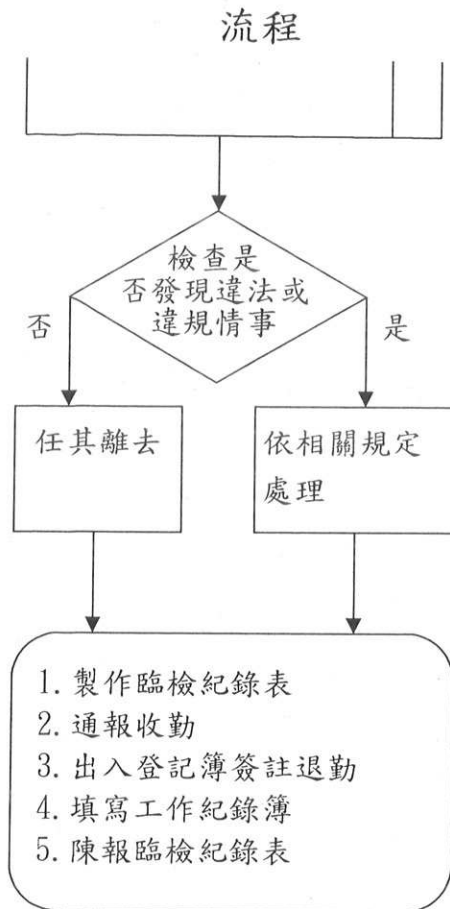 流程
檢查是
否發現違法或
違規情事
否
是
任其離去
依相關規定
處理
1. 製作臨檢紀錄表
2. 通報收勤
3. 出入登記簿簽註退勤
4. 填寫工作紀錄簿
5. 陳報臨檢紀錄表